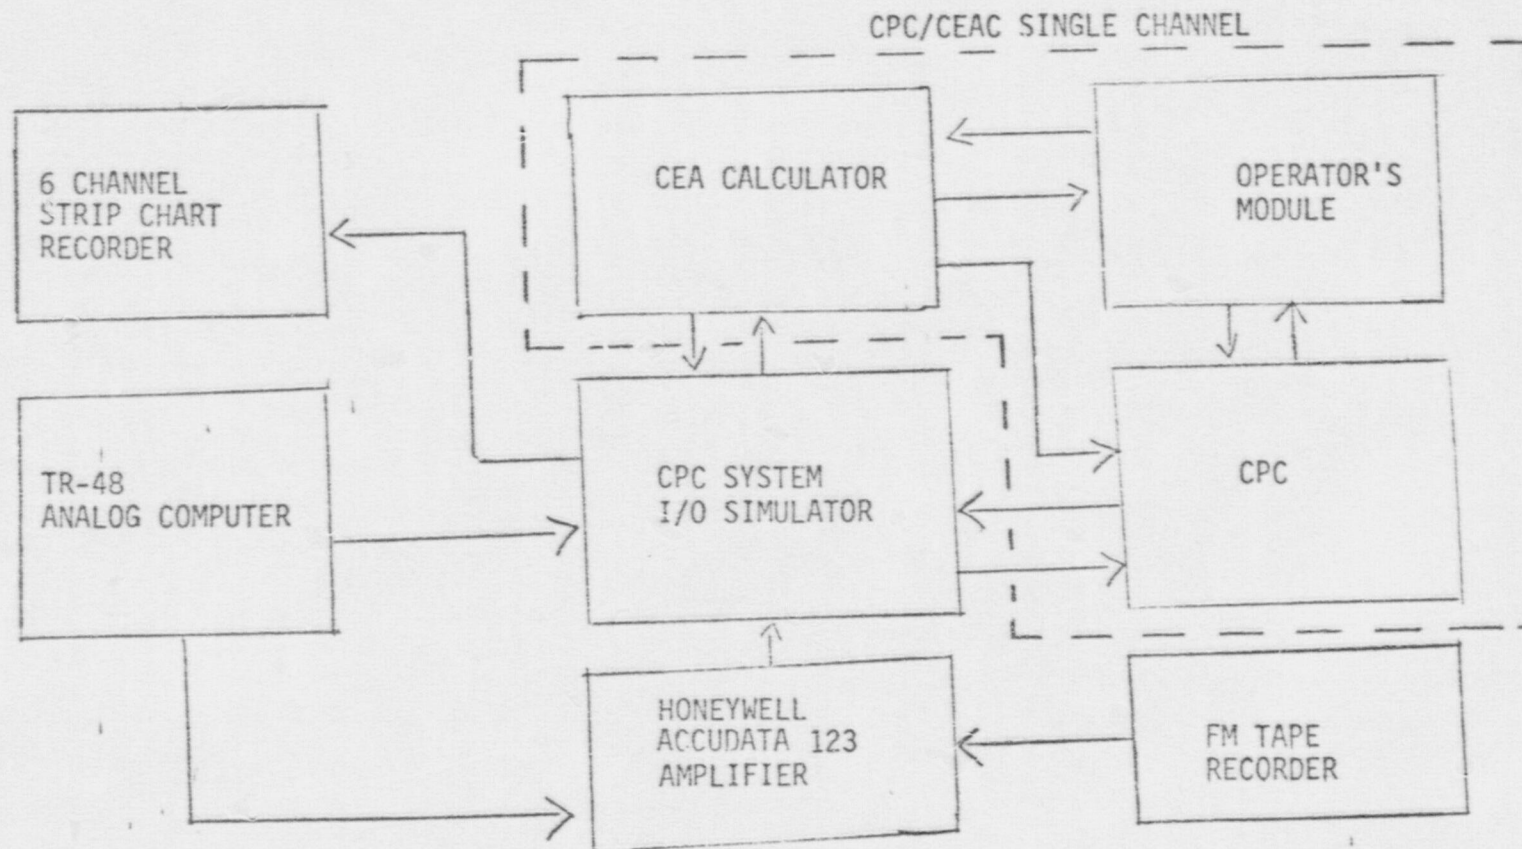 CPC/CEAC SINGLE CHANNEL
6 CHANNEL
STRIP CHART
RECORDER
CEA CALCULATOR
OPERATOR'S
MODULE
TR-48
ANALOG COMPUTER
CPC SYSTEM
I/O SIMULATOR
CPC
HONEYWELL
ACCUDATA 123
AMPLIFIER
FM TAPE
RECORDER